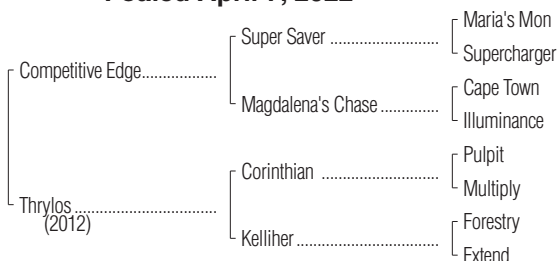 Foaled April 7, 2022
Maria's Mon
Super Saver
Supercharger
Competitive Edge
Cape Town
Magdalena's Chase
Illuminance
Pulpit
Corinthian
Multiply
Thrylos
(2012)
Forestry
Kelliher
Extend